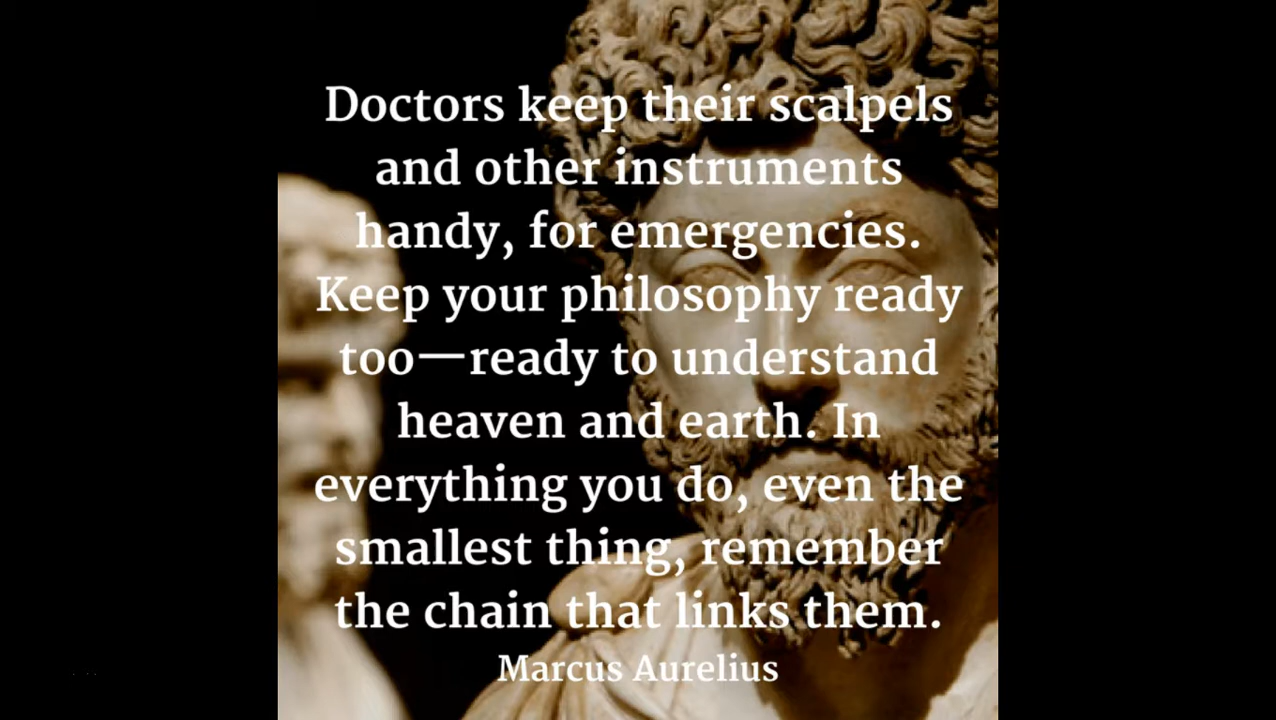 Doctors keep their scalpels
and other instruments
handy, for emergencies.
Keep your philosophy ready
too—ready to understand
heaven and earth. In
everything you do, even the
smallest thing, remember
the chain that links them.
Marcus Aurelius